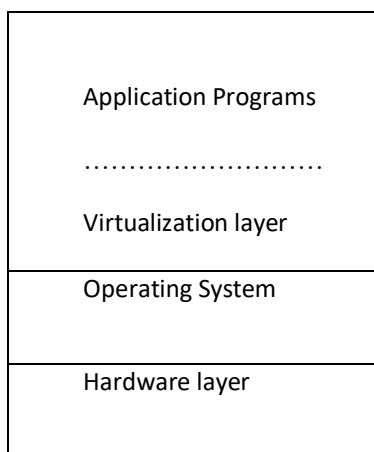 Application Programs
………………………
Virtualization layer
Operating System
Hardware layer